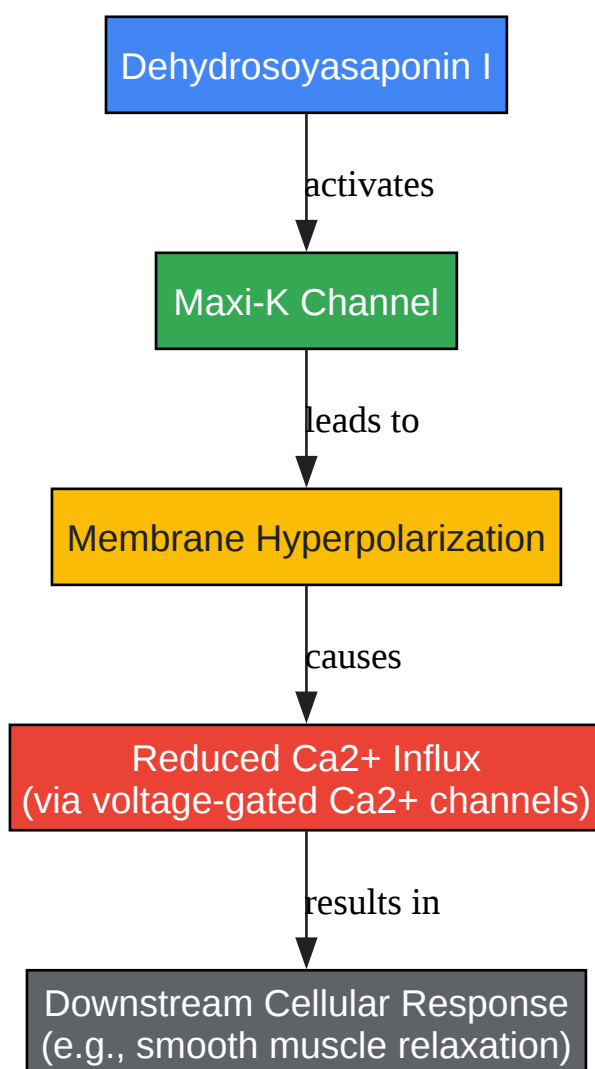 Dehydrosoyasaponin I
activates
Maxi-K Channel
leads to
Membrane Hyperpolarization
causes
Reduced Ca2+ Influx
(via voltage-gated Ca2+ channels)
results in
Downstream Cellular Response
(e.g., smooth muscle relaxation)